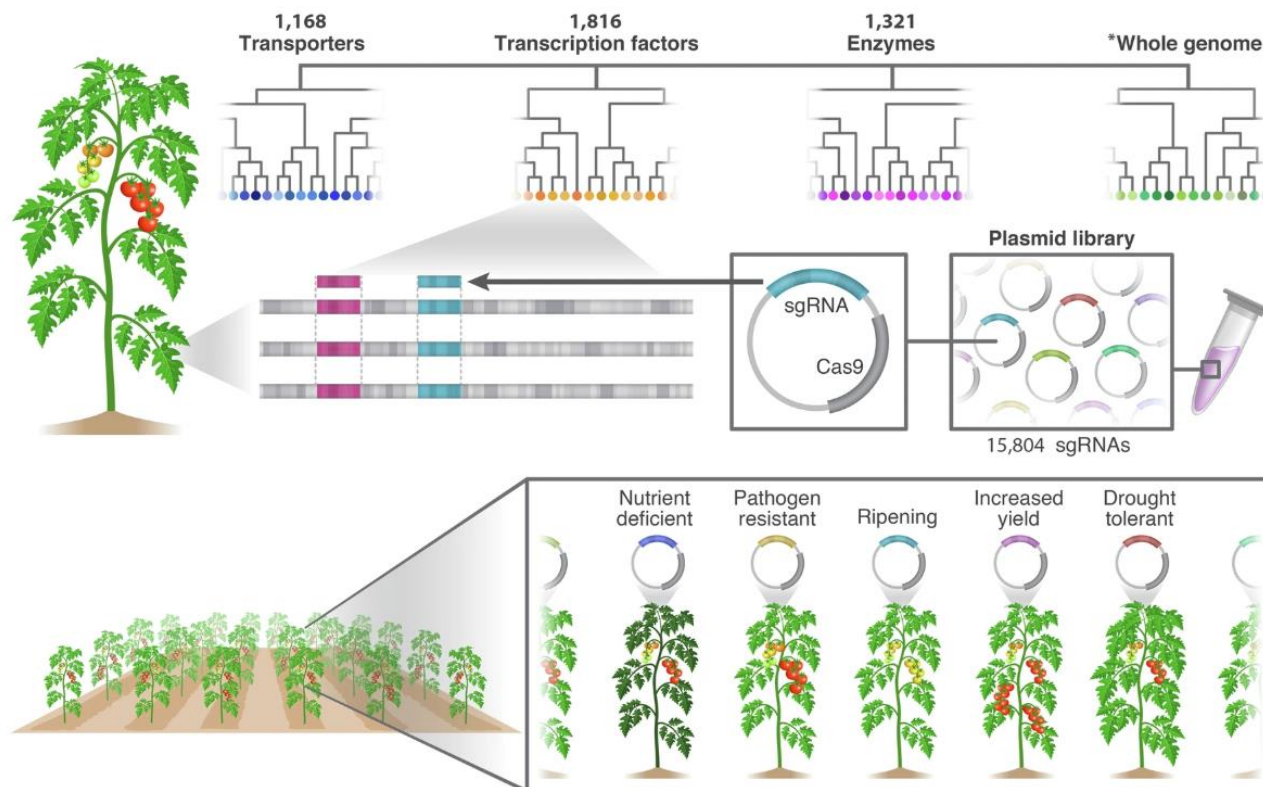 1,168
Transporters
1,816
Transcription factors
1,321
Enzymes
*Whole genome
Plasmid library
sgRNA
Cas9
15,804 sgRNAs
Nutrient
deficient
Pathogen
resistant
Ripening
Increased
yield
Drought
tolerant